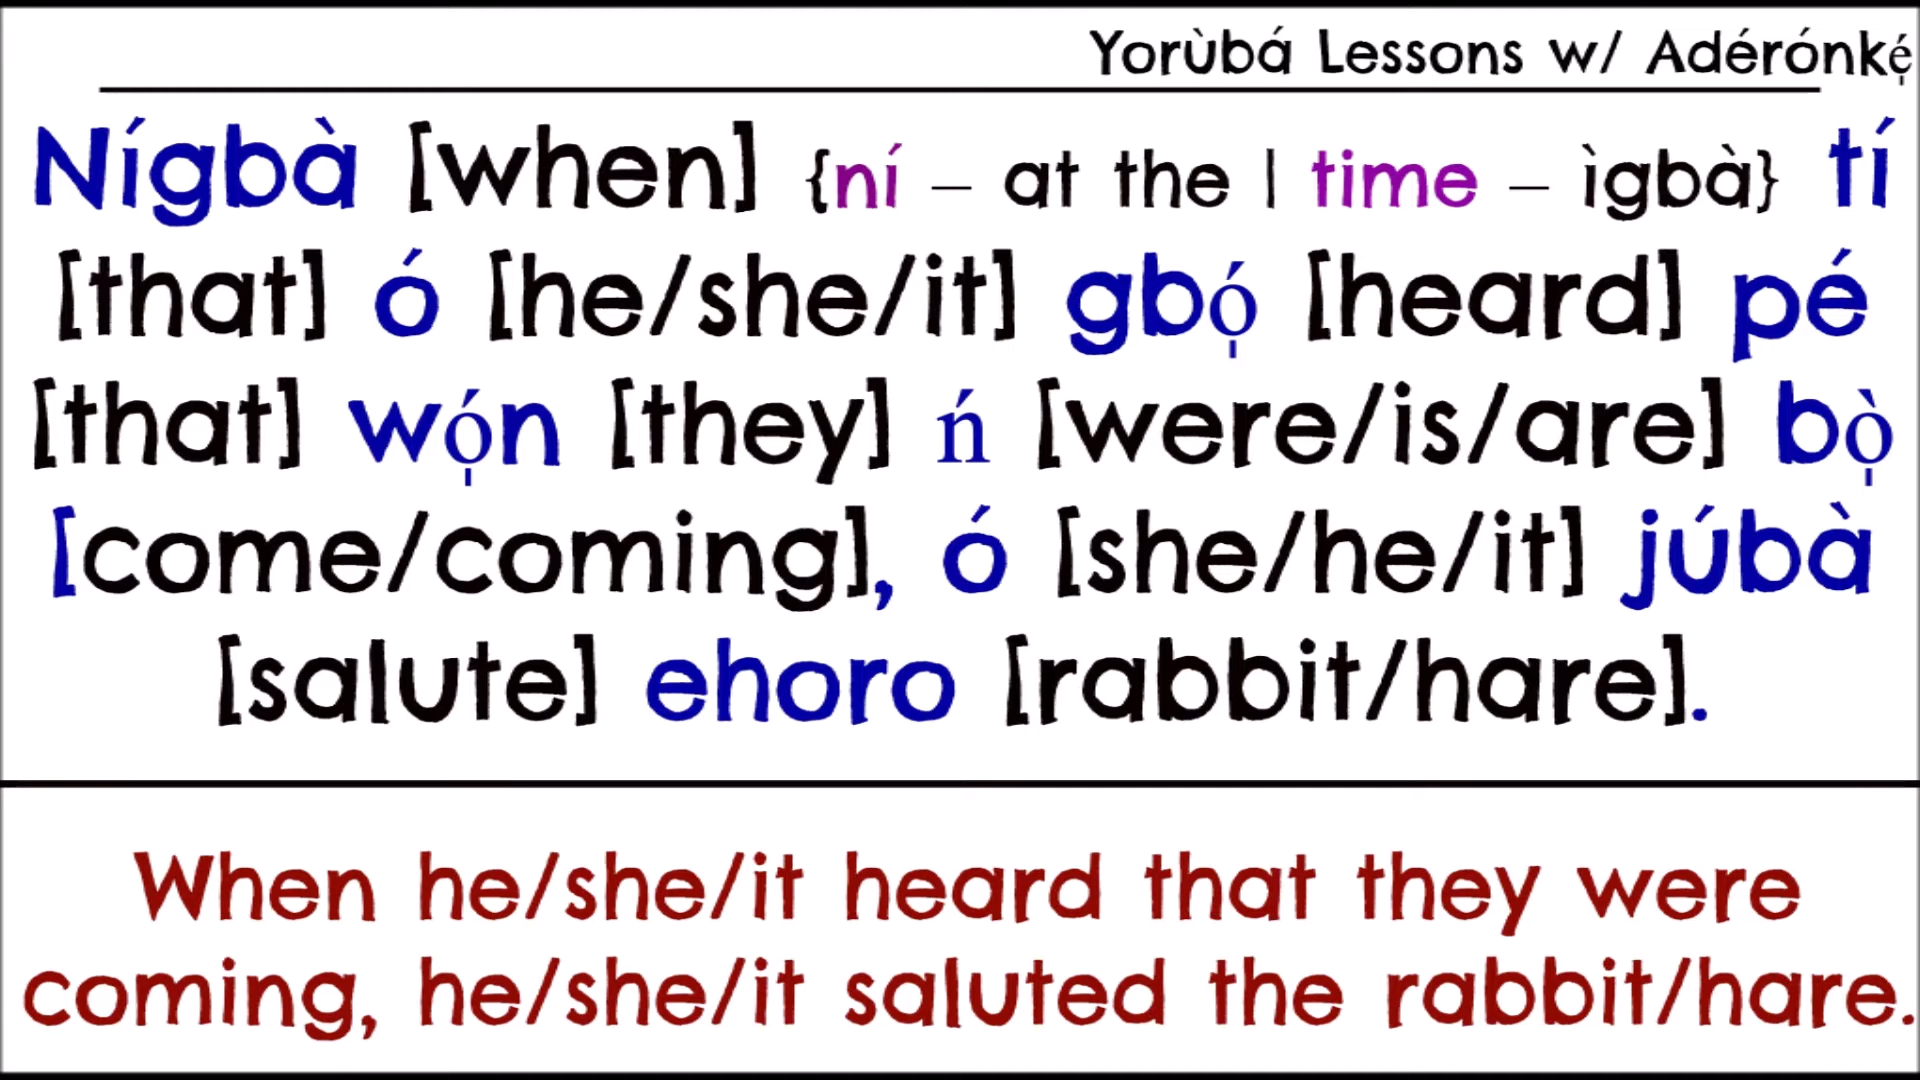 Yorùbá Lessons w/ Adérónkẹ́
Nígbà [when] {ní – at the | time – ìgbà} tí
[that] ó [he/she/it] gbọ́ [heard] pé
[that] wọ́n [they] ń [were/is/are] bọ̀
[come/coming], ó [she/he/it] júbà
[salute] ehoro [rabbit/hare].
When he/she/it heard that they were
coming, he/she/it saluted the rabbit/hare.